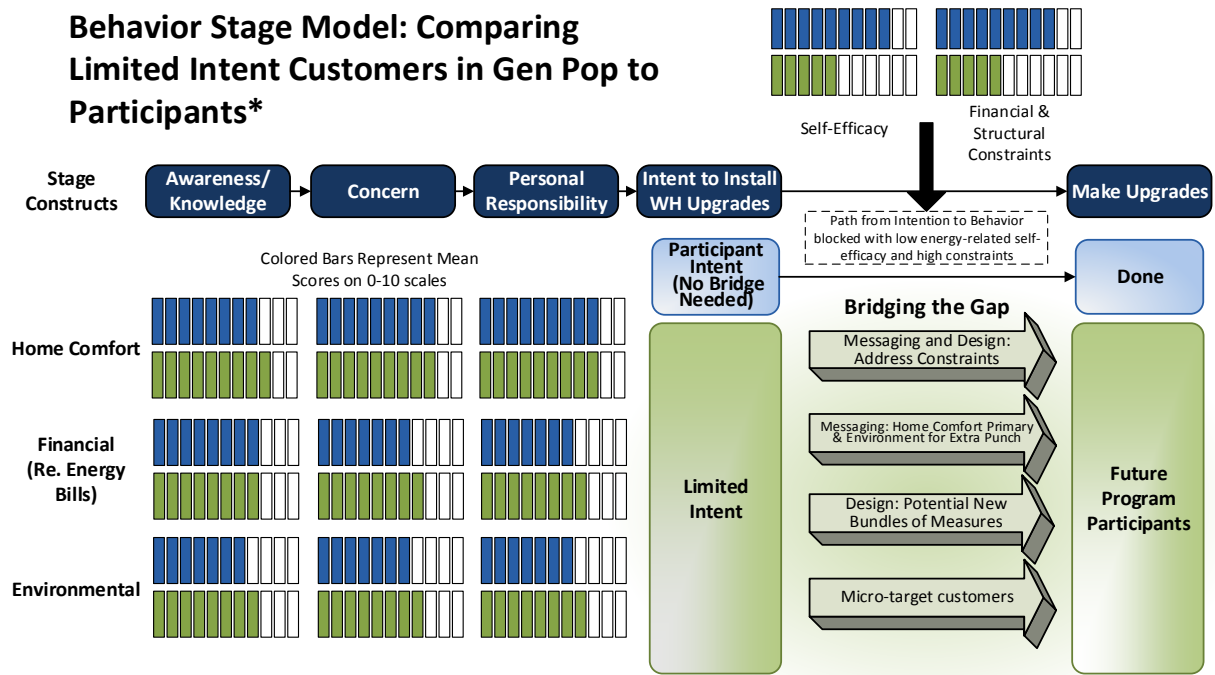 Behavior Stage Model: Comparing
Limited Intent Customers in Gen Pop to
Participants*
Self-Efficacy
Financial &
Structural
Constraints
Stage
Constructs
Awareness/
Knowledge
Concern
Personal
Responsibility
Intent to Install
WH Upgrades
Make Upgrades
Path from Intention to Behavior
blocked with low energy-related self-
efficacy and high constraints
Colored Bars Represent Mean
Scores on 0-10 scales
Participant
Intent
(No Bridge
Needed)
Done
Bridging the Gap
Home Comfort
Financial
(Re. Energy
Bills)
Environmental
Limited
Intent
Messaging and Design:
Address Constraints
Messaging: Home Comfort Primary
& Environment for Extra Punch
Design: Potential New
Bundles of Measures
Micro-target customers
Future
Program
Participants